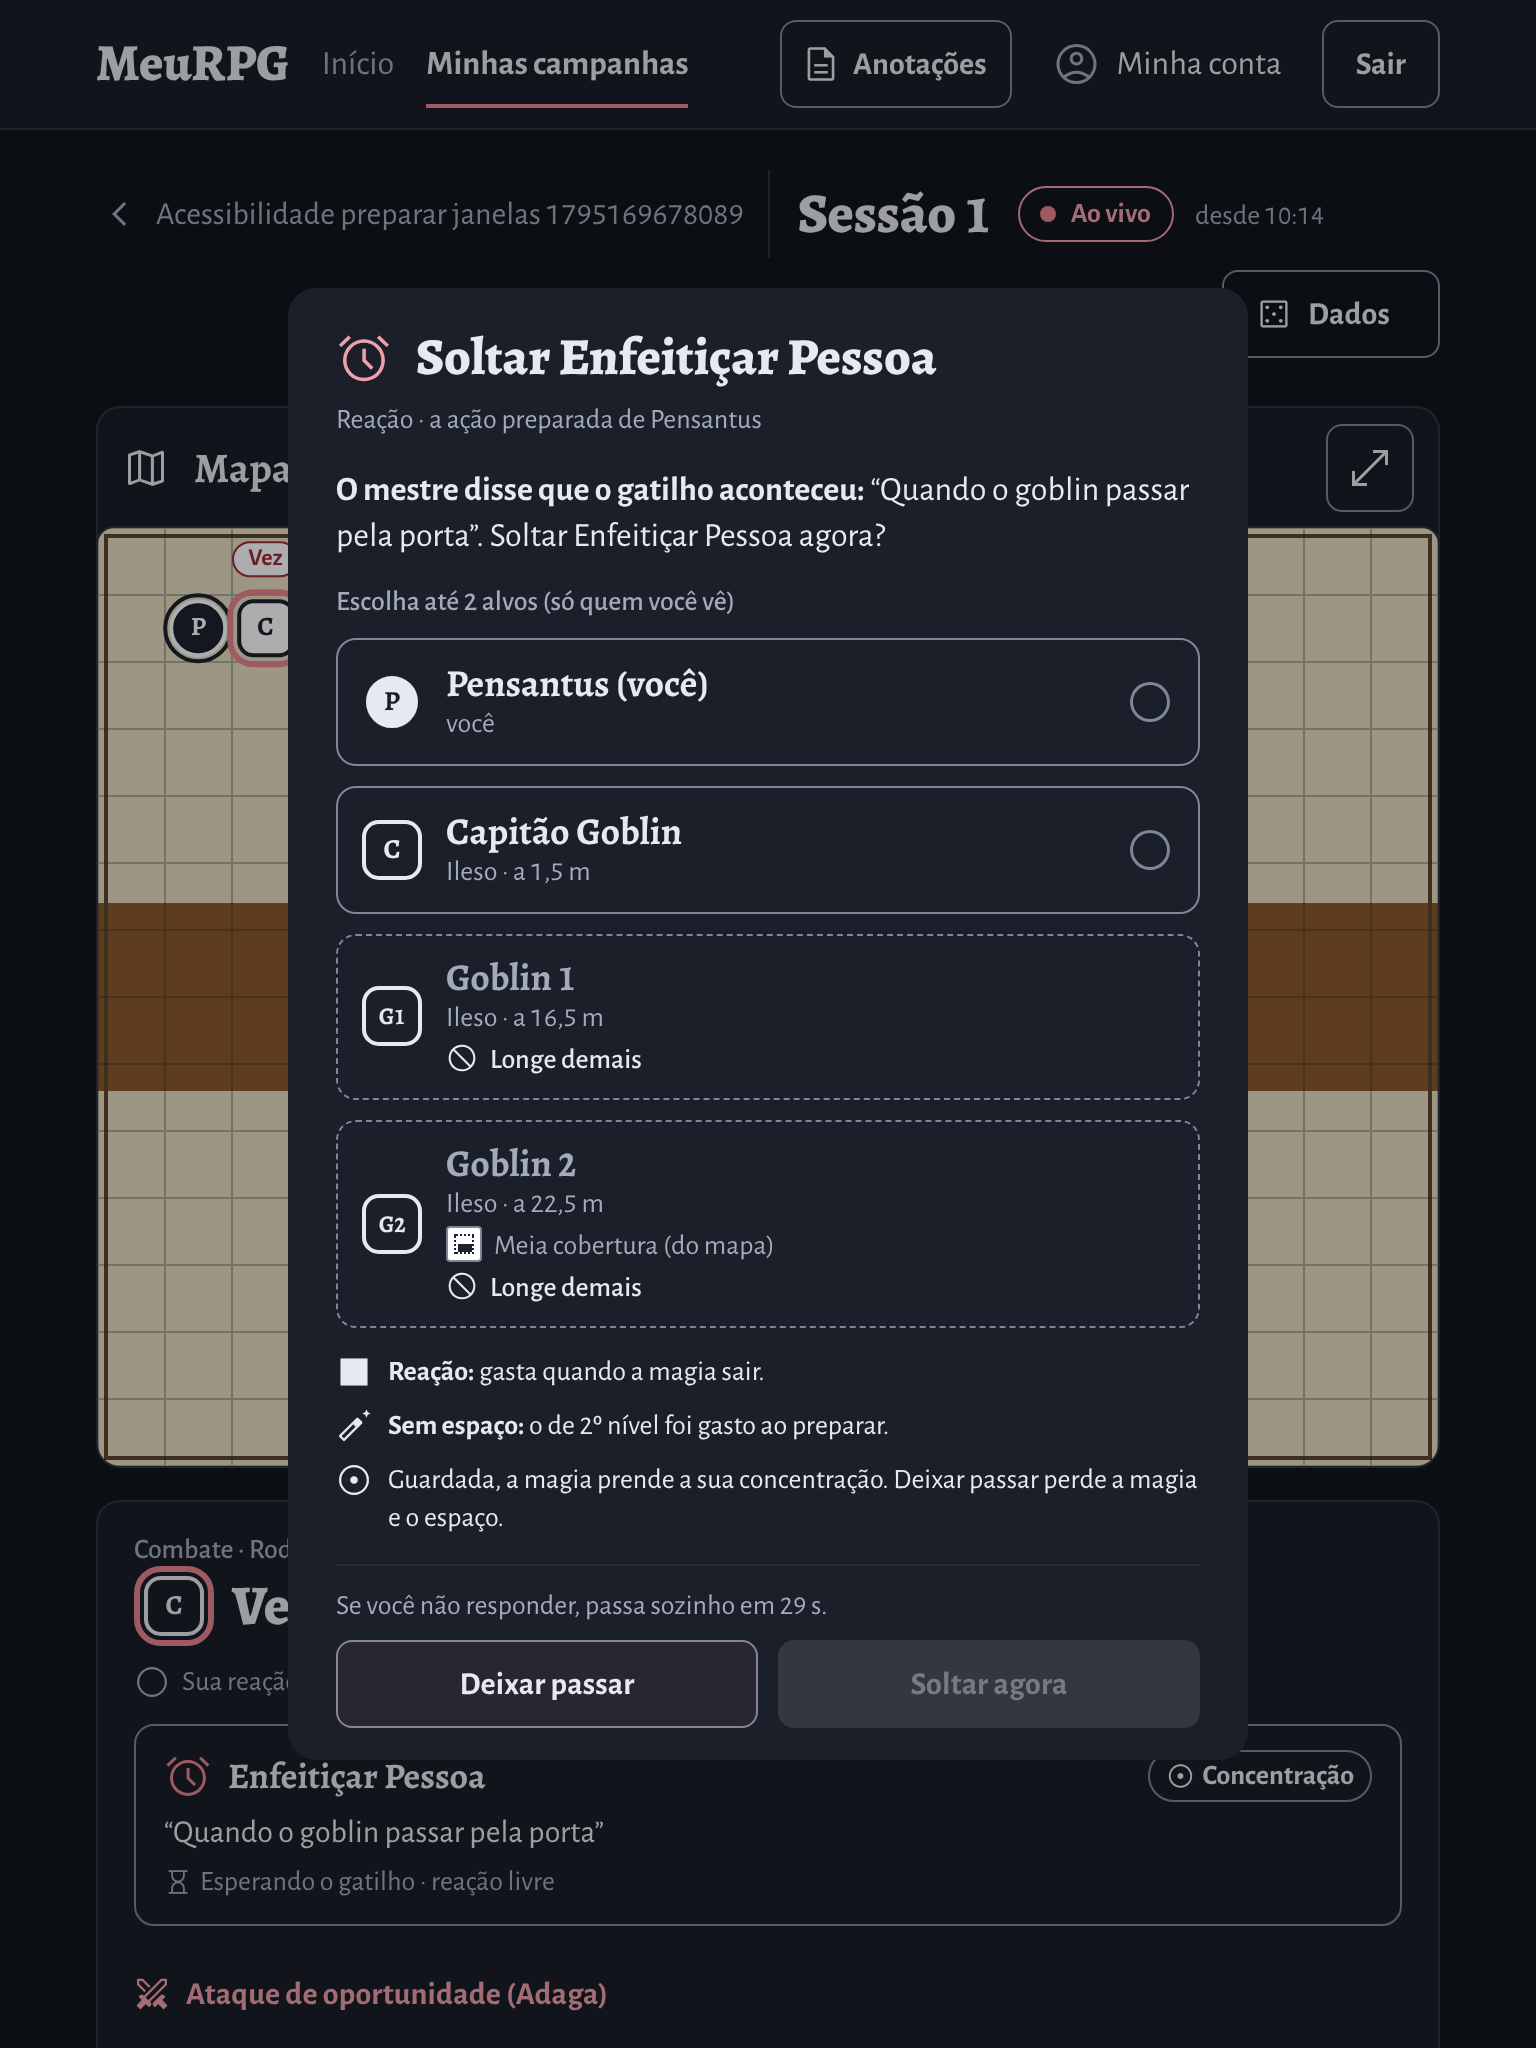 MeuRPG
Início
Minhas campanhas
Anotações
Minha conta
Sair
Acessibilidade preparar janelas 1795169678089
Sessão 1
Ao vivo
desde 10:14
Dados
Mapa
Vez
P
C
Soltar Enfeitiçar Pessoa
Reação · a ação preparada de Pensantus
O mestre disse que o gatilho aconteceu: “Quando o goblin passar
pela porta”. Soltar Enfeitiçar Pessoa agora?
Escolha até 2 alvos (só quem você vê)
P
Pensantus (você)
você
C
Capitão Goblin
Ileso · a 1,5 m
G1
Goblin 1
Ileso · a 16,5 m
Longe demais
G2
Goblin 2
Ileso · a 22,5 m
Meia cobertura (do mapa)
Longe demais
Reação: gasta quando a magia sair.
Sem espaço: o de 2º nível foi gasto ao preparar.
Guardada, a magia prende a sua concentração. Deixar passar perde a magia
e o espaço.
Se você não responder, passa sozinho em 29 s.
Deixar passar
Soltar agora
Combate · Rod
C
Ve
Sua reaçã
Enfeitiçar Pessoa
Concentração
“Quando o goblin passar pela porta”
Esperando o gatilho · reação livre
Ataque de oportunidade (Adaga)